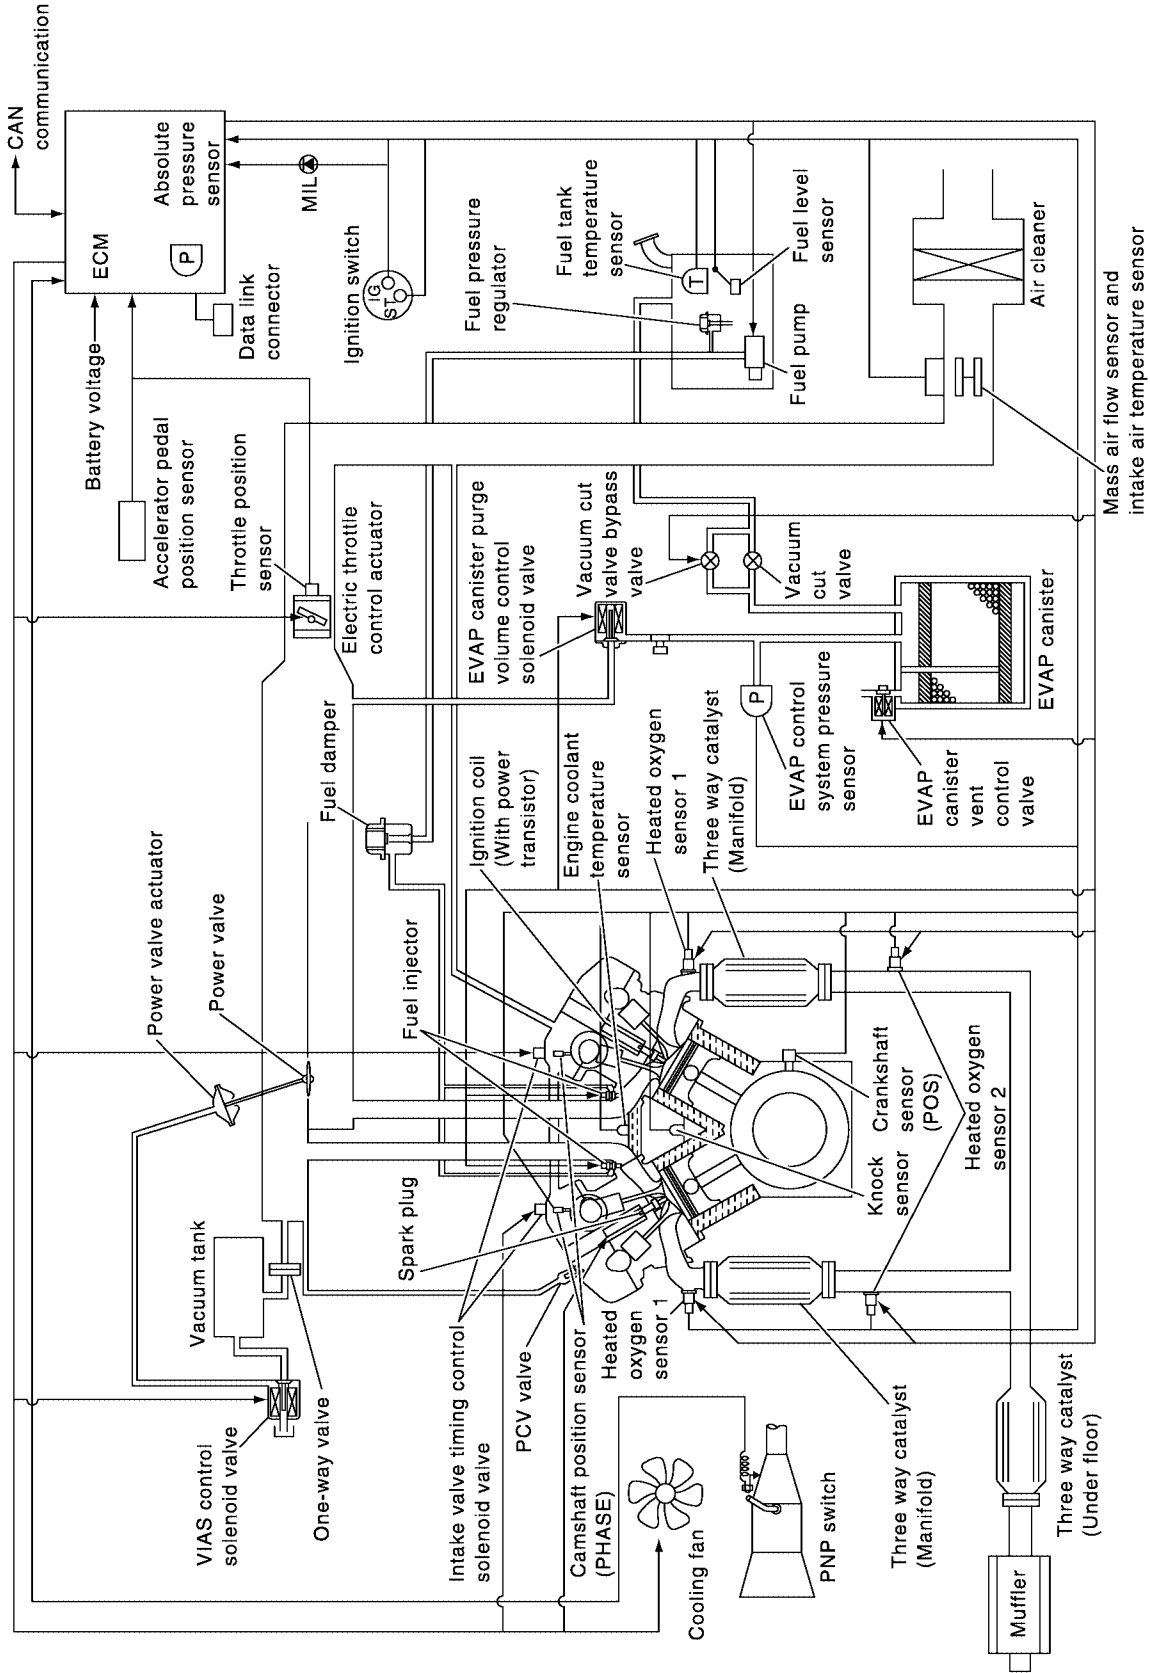 CAN
communication
ECM
Absolute
pressure
sensor
P
Battery voltage
Data link
connector
MIL
Ignition switch
IG
ST
Accelerator pedal
position sensor
Throttle position
sensor
Electric throttle
control actuator
Fuel pressure
regulator
Fuel tank
temperature
sensor
T
Fuel level
sensor
Fuel pump
Air cleaner
Mass air flow sensor and
intake air temperature sensor
EVAP canister purge
volume control
solenoid valve
Vacuum cut
valve bypass
valve
Vacuum
cut
valve
EVAP canister
P
EVAP control
system pressure
sensor
EVAP
canister
vent
control
valve
Fuel damper
Ignition coil
(With power
transistor)
Engine coolant
temperature
sensor
Heated oxygen
sensor 1
Three way catalyst
(Manifold)
Power valve actuator
Power valve
Fuel injector
Crankshaft
sensor
(POS)
Heated oxygen
sensor 2
Knock
sensor
Vacuum tank
Spark plug
VIAS control
solenoid valve
One-way valve
Intake valve timing control
solenoid valve
PCV valve
Camshaft position sensor
(PHASE)
Heated
oxygen
sensor 1
Cooling fan
PNP switch
Three way catalyst
(Manifold)
Three way catalyst
(Under floor)
Muffler